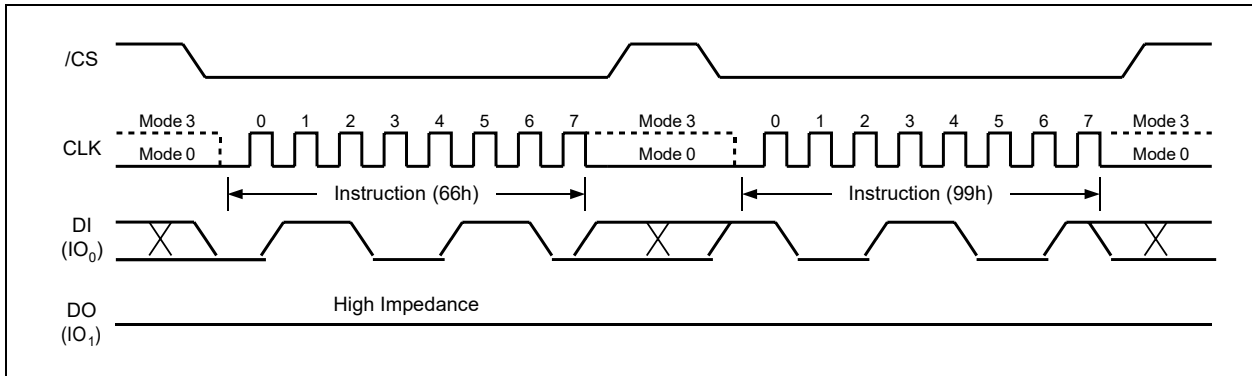 /CS
Mode 3 0 1 2 3 4 5 6 7 Mode 3 0 1 2 3 4 5 6 7 Mode 3
CLK
Mode 0 Mode 0 Mode 0
Instruction (66h) Instruction (99h)
DI
(IO0)
High Impedance
DO
(IO1)